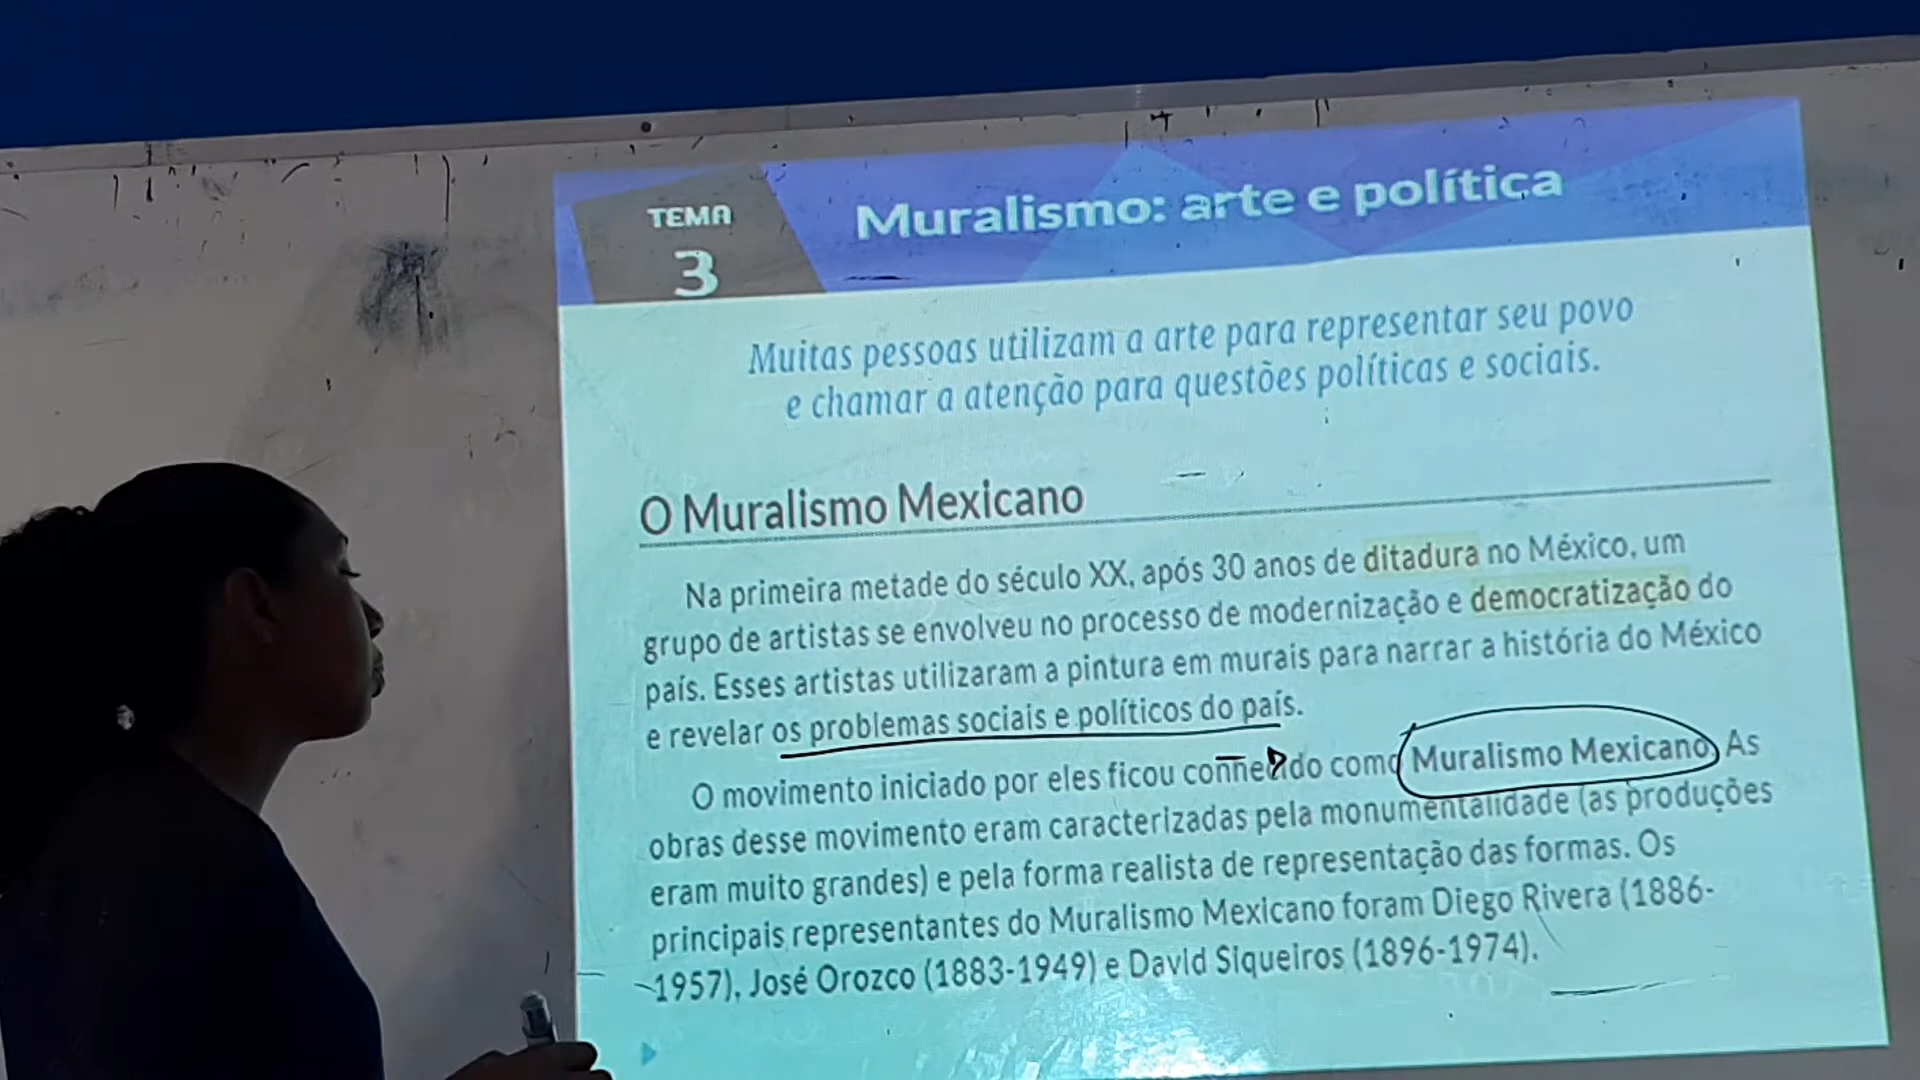 TEMA
3
Muralismo: arte e política
Muitas pessoas utilizam a arte para representar seu povo
e chamar a atenção para questões políticas e sociais.
O Muralismo Mexicano
Na primeira metade do século XX, após 30 anos de ditadura no México, um
grupo de artistas se envolveu no processo de modernização e democratização do
país. Esses artistas utilizaram a pintura em murais para narrar a história do México
e revelar os problemas sociais e políticos do país.
O movimento iniciado por eles ficou conhecido como Muralismo Mexicano. As
obras desse movimento eram caracterizadas pela monumentalidade (as produções
eram muito grandes) e pela forma realista de representação das formas. Os
principais representantes do Muralismo Mexicano foram Diego Rivera (1886-
1957), José Orozco (1883-1949) e David Siqueiros (1896-1974).